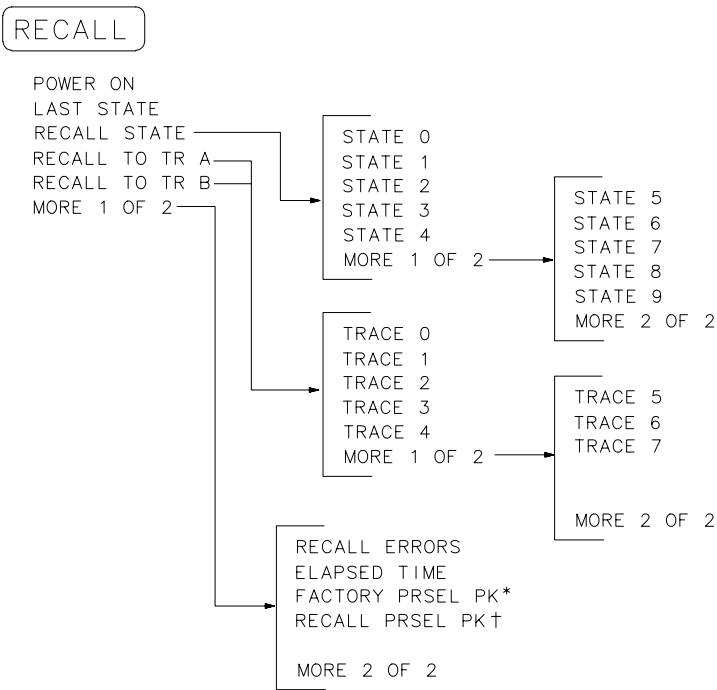 RECALL
POWER ON
LAST STATE
RECALL STATE
RECALL TO TR A
RECALL TO TR B
MORE 1 OF 2
STATE 0
STATE 1
STATE 2
STATE 3
STATE 4
MORE 1 OF 2
STATE 5
STATE 6
STATE 7
STATE 8
STATE 9
MORE 2 OF 2
TRACE 0
TRACE 1
TRACE 2
TRACE 3
TRACE 4
MORE 1 OF 2
TRACE 5
TRACE 6
TRACE 7
MORE 2 OF 2
RECALL ERRORS
ELAPSED TIME
FACTORY PRSEL PK*
RECALL PRSEL PK†
MORE 2 OF 2